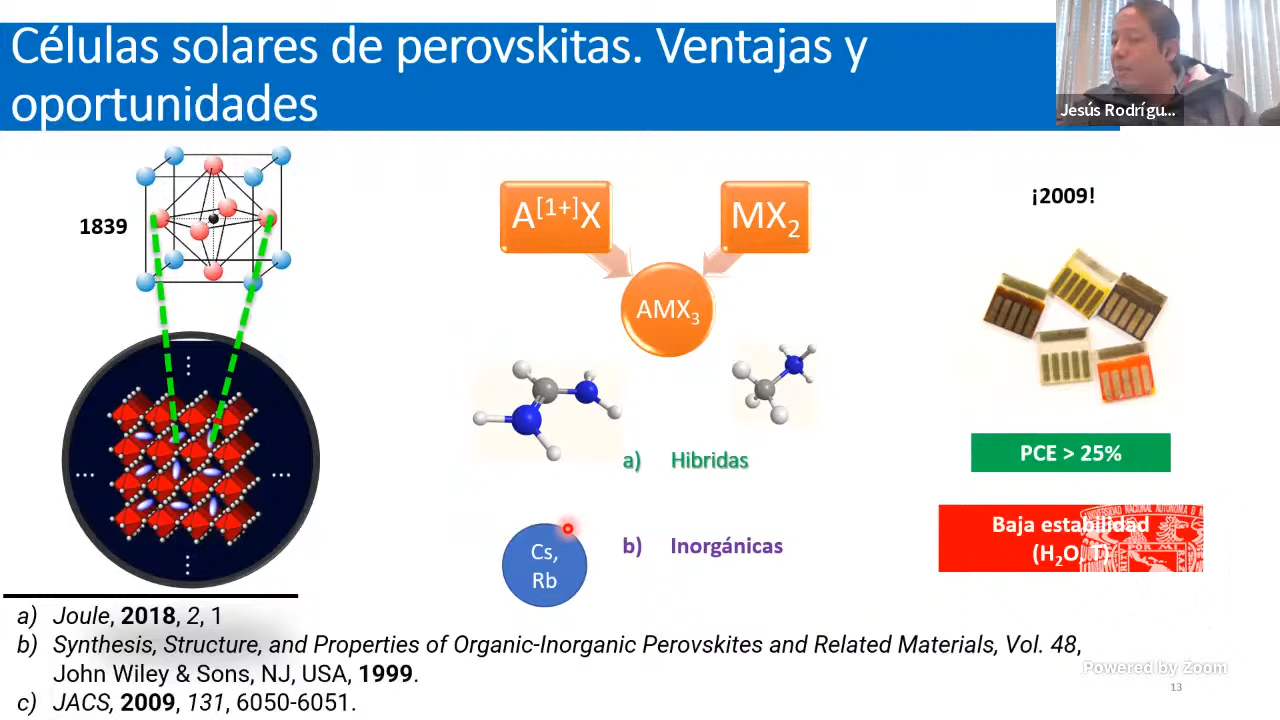 Células solares de perovskitas. Ventajas y
oportunidades
Jesús Rodrígu...
1839
A[1+]X
MX2
AMX3
¡2009!
a) Hibridas
PCE > 25%
Baja estabilidad
(H2O, T)
Cs,
Rb
b) Inorgánicas
a) Joule, 2018, 2, 1
b) Synthesis, Structure, and Properties of Organic-Inorganic Perovskites and Related Materials, Vol. 48,
John Wiley & Sons, NJ, USA, 1999.
c) JACS, 2009, 131, 6050-6051.
Powered by Zoom
13